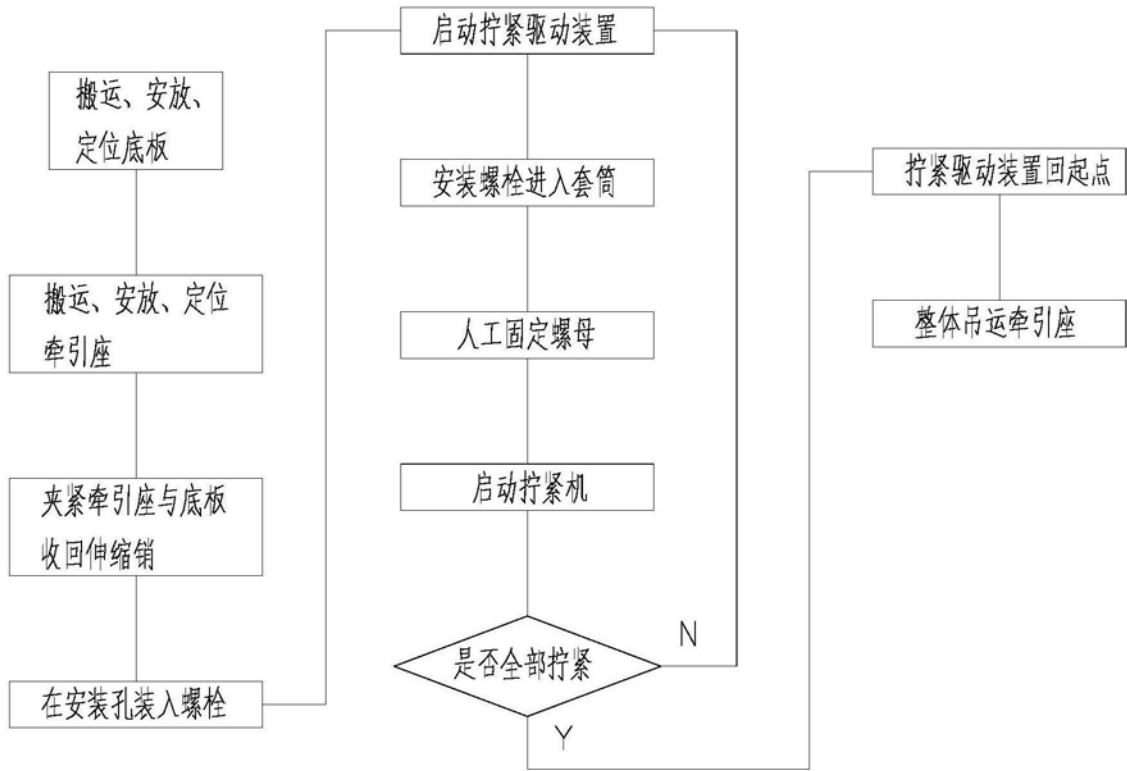 搬运、安放、
定位底板
搬运、安放、定位
牵引座
夹紧牵引座与底板
收回伸缩销
在安装孔装入螺栓
启动拧紧驱动装置
安装螺栓进入套筒
人工固定螺母
启动拧紧机
是否全部拧紧
N
Y
拧紧驱动装置回起点
整体吊运牵引座